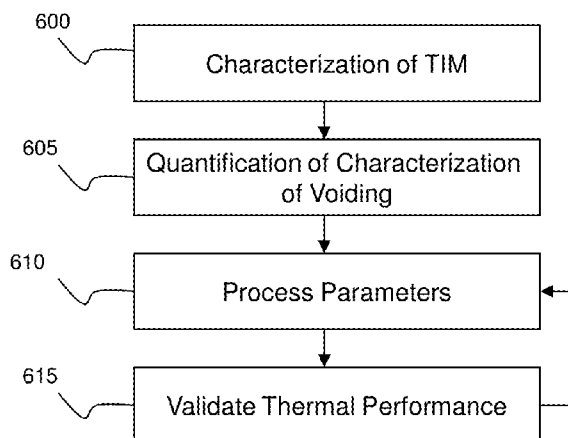 600
Characterization of TIM
605
Quantification of Characterization
of Voiding
610
Process Parameters
615
Validate Thermal Performance